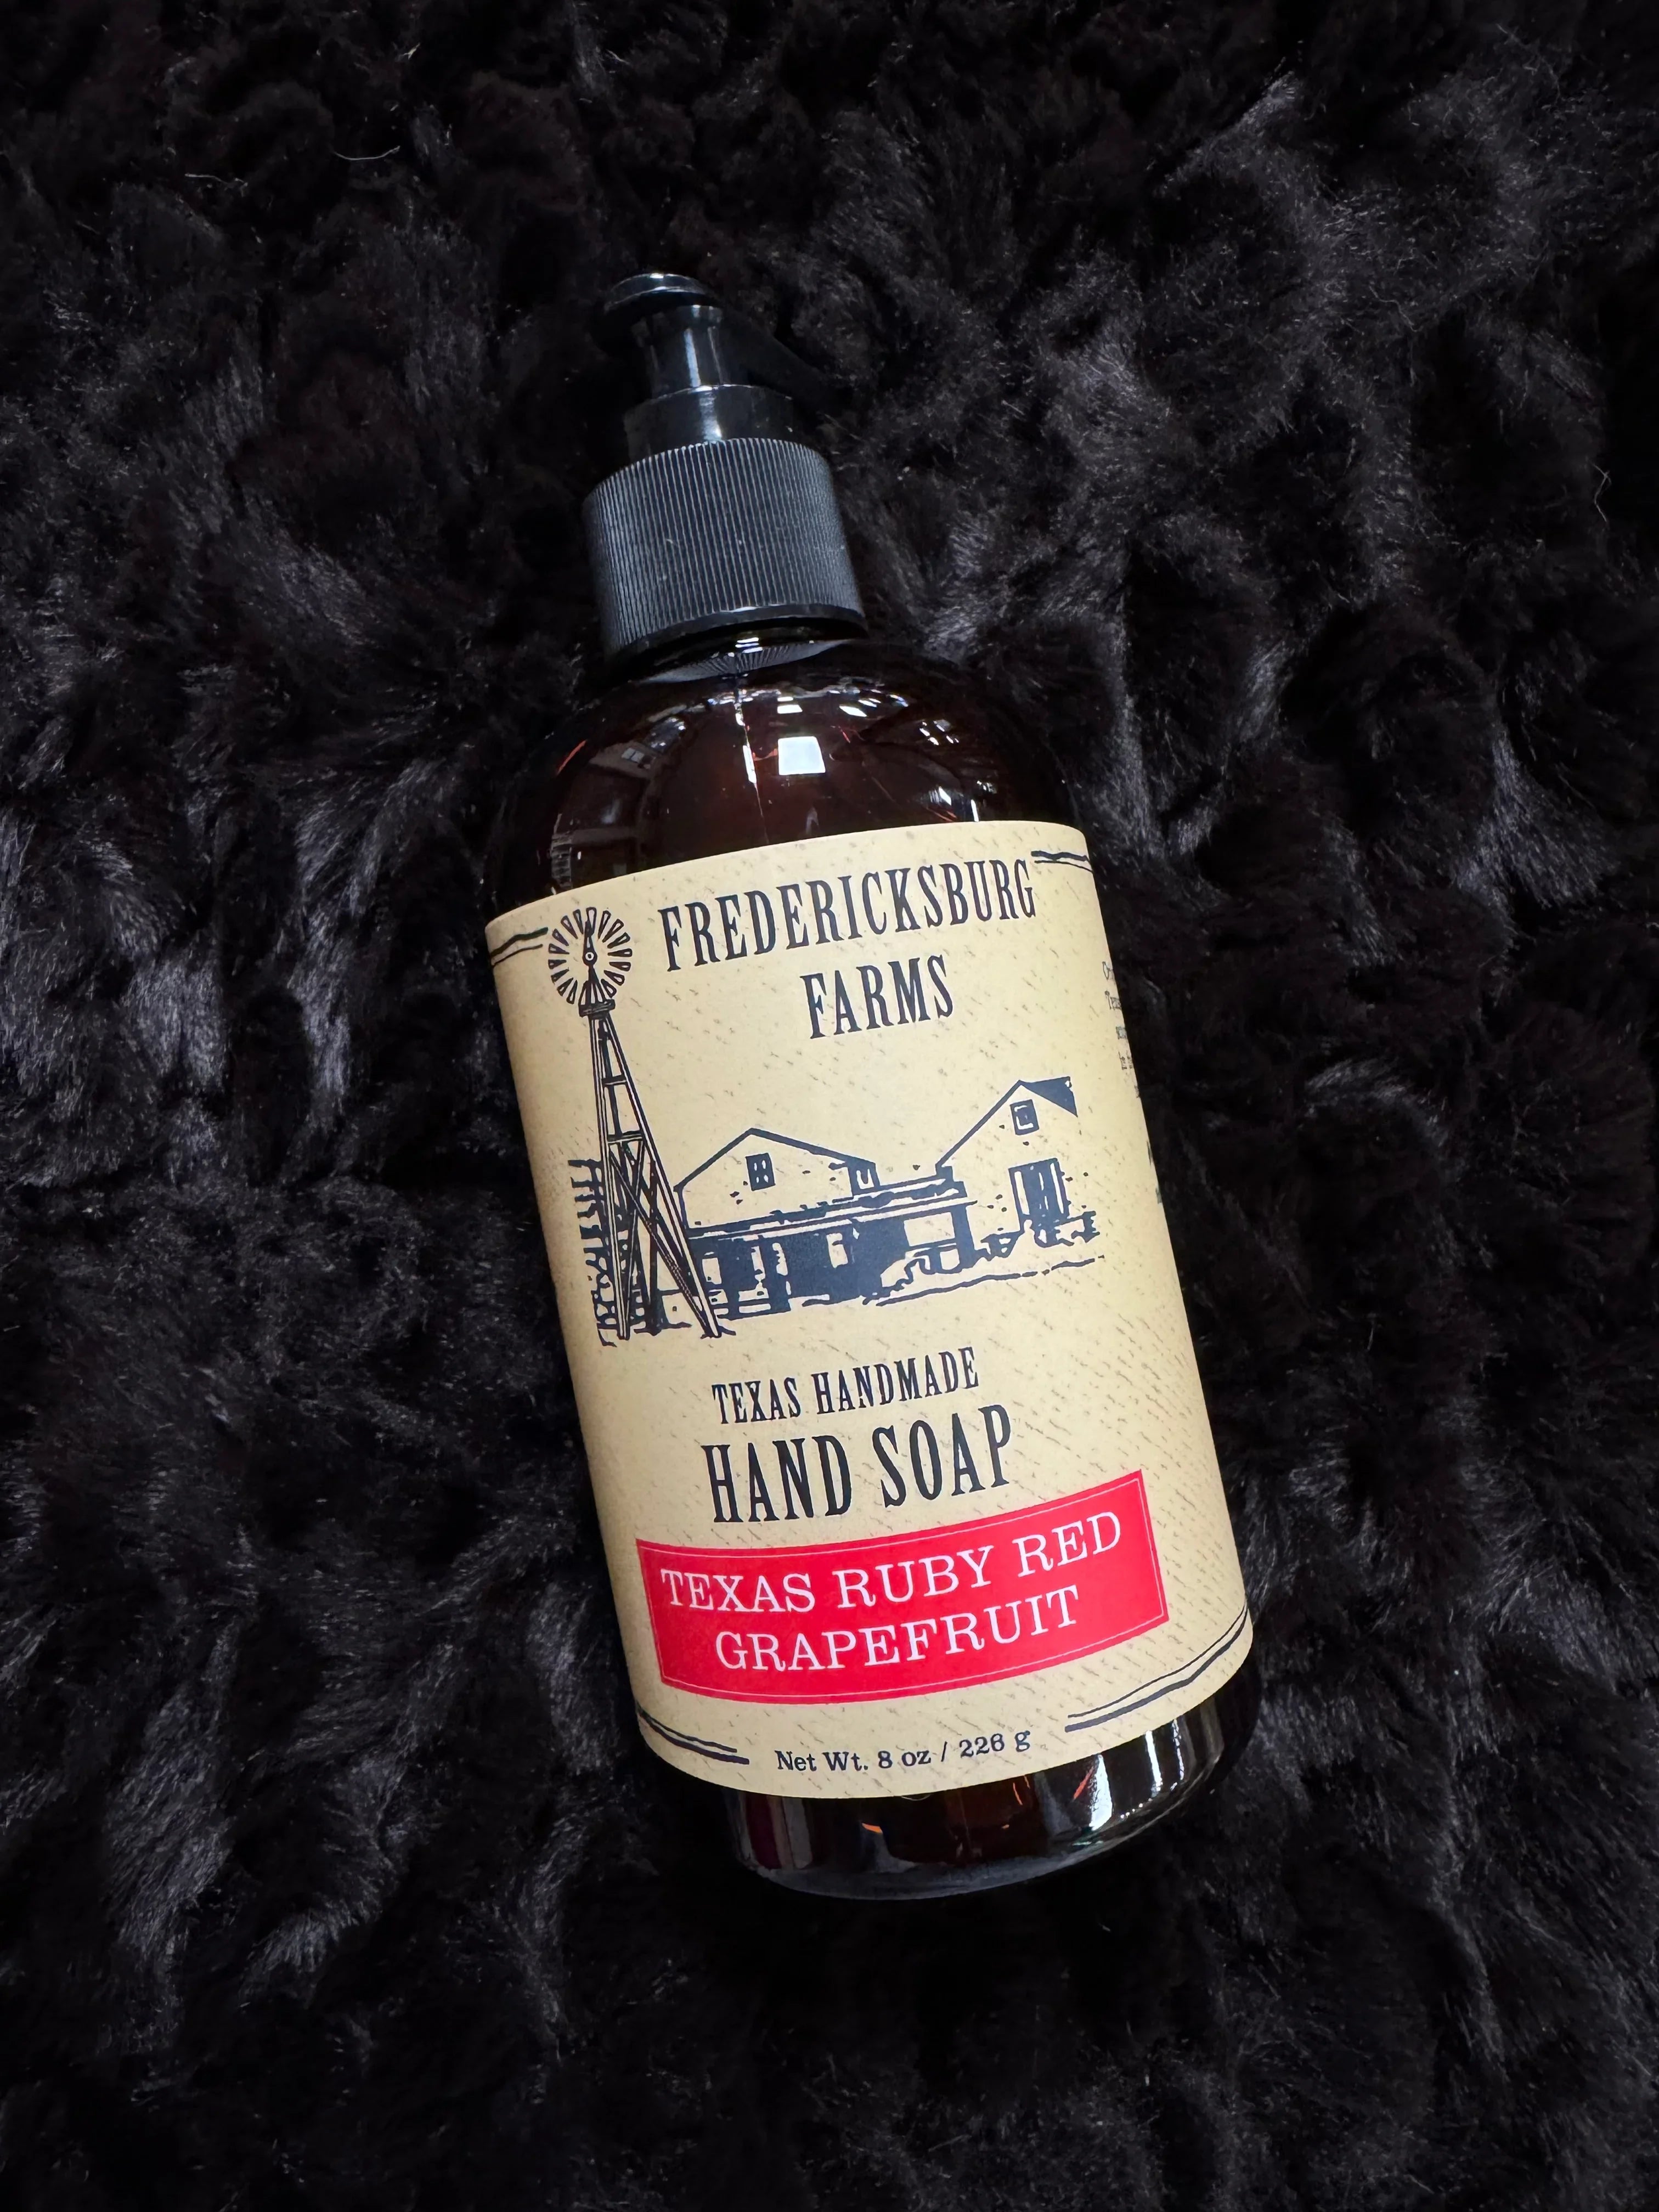 FREDERICKSBURG
FARMS
TEXAS HANDMADE
HAND SOAP
TEXAS RUBY RED
GRAPEFRUIT
Net Wt. 8 oz / 226 g